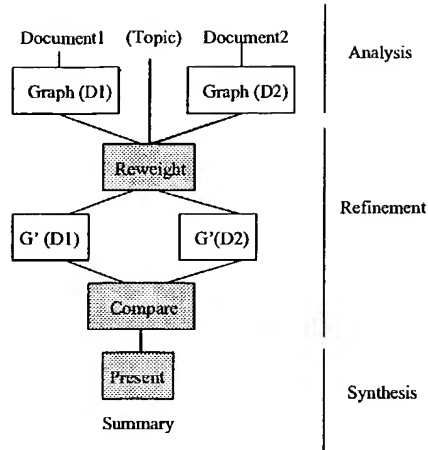 Document1 (Topic) Document2
Analysis
Graph (D1) Graph (D2)
Reweight
Refinement
G' (D1) G'(D2)
Compare
Present
Synthesis
Summary